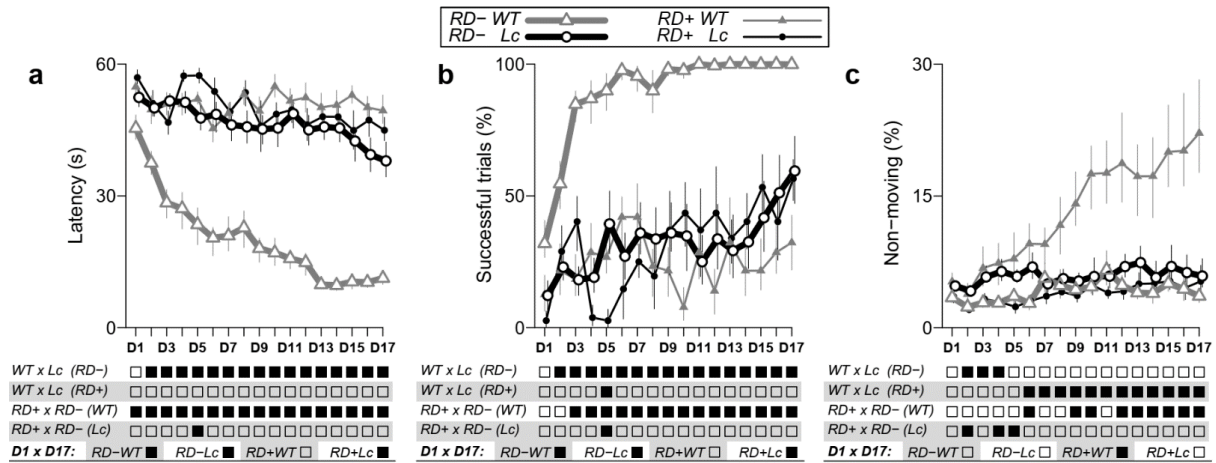 RD− WT RD+ WT
RD− Lc RD+ Lc
a
60
30
0
Latency (s)
D1 D3 D5 D7 D9 D11 D13 D15 D17
WT x Lc (RD−)
WT x Lc (RD+)
RD+ x RD− (WT)
RD+ x RD− (Lc)
D1 x D17: RD−WT RD−Lc RD+WT RD+Lc
b
100
50
0
Successful trials (%)
D1 D3 D5 D7 D9 D11 D13 D15 D17
WT x Lc (RD−)
WT x Lc (RD+)
RD+ x RD− (WT)
RD+ x RD− (Lc)
D1 x D17: RD−WT RD−Lc RD+WT RD+Lc
c
30
15
0
Non−moving (%)
D1 D3 D5 D7 D9 D11 D13 D15 D17
WT x Lc (RD−)
WT x Lc (RD+)
RD+ x RD− (WT)
RD+ x RD− (Lc)
D1 x D17: RD−WT RD−Lc RD+WT RD+Lc